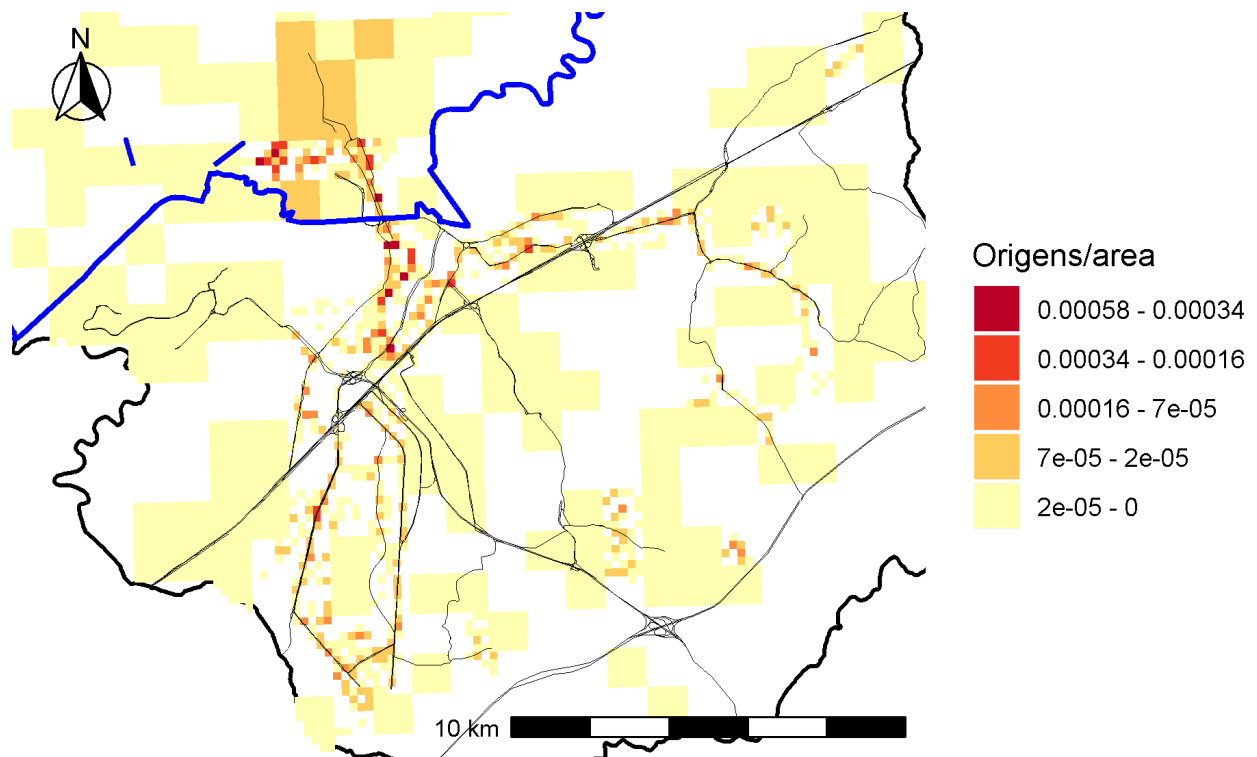 N
Origens/area
0.00058 - 0.00034
0.00034 - 0.00016
0.00016 - 7e-05
7e-05 - 2e-05
2e-05 - 0
10 km